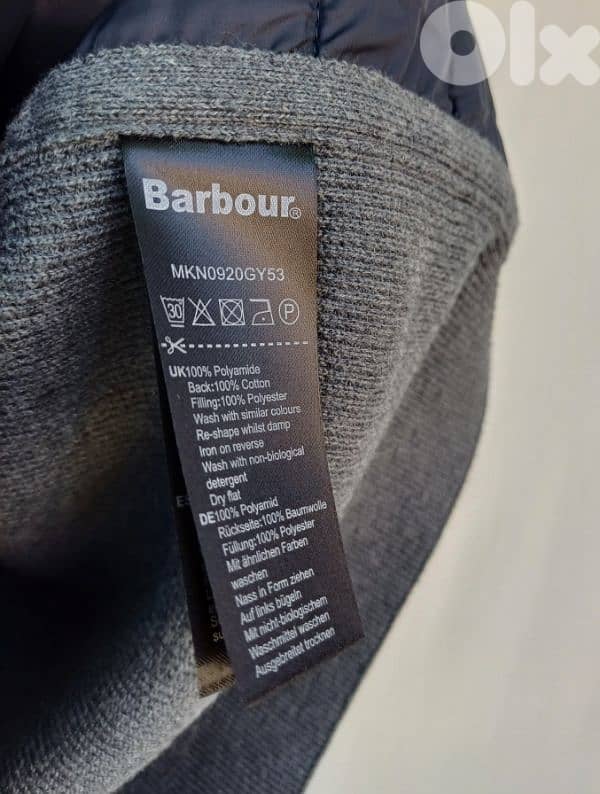 Olx
Barbour®
MKN0920GY53
30 P
UK100% Polyamide
Back:100% Cotton
Filling:100% Polyester
Wash with similar colours
Re-shape whilst damp
Iron on reverse
Wash with non-biological
detergent
Dry flat
DE100% Polyamid
Rückseite:100% Baumwolle
Füllung:100% Polyester
Mit ähnlichen Farben
waschen
Nass in Form ziehen
Auf links bügeln
Mit nicht-biologischem
Waschmittel waschen
Ausgebreitet trocknen
ES